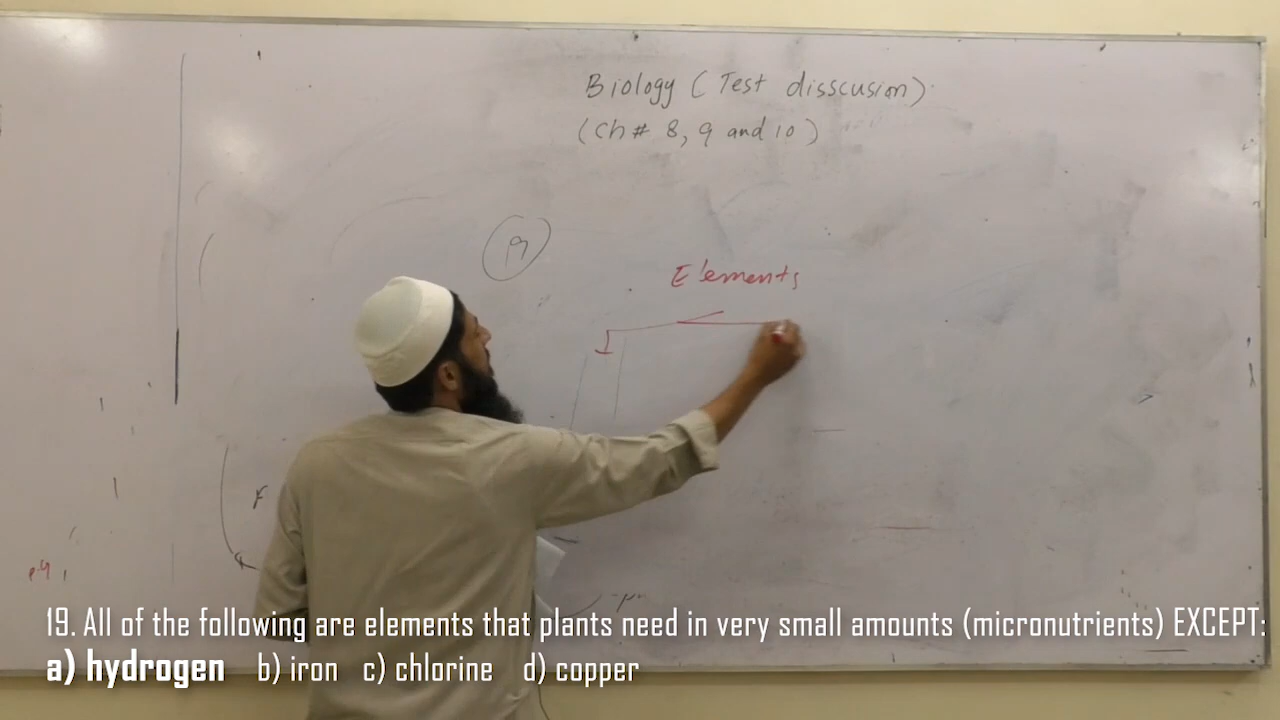 Biology (Test disscusion)
(Ch # 8, 9 and 10)
19
Elements
19. All of the following are elements that plants need in very small amounts (micronutrients) EXCEPT:
a) hydrogen b) iron c) chlorine d) copper